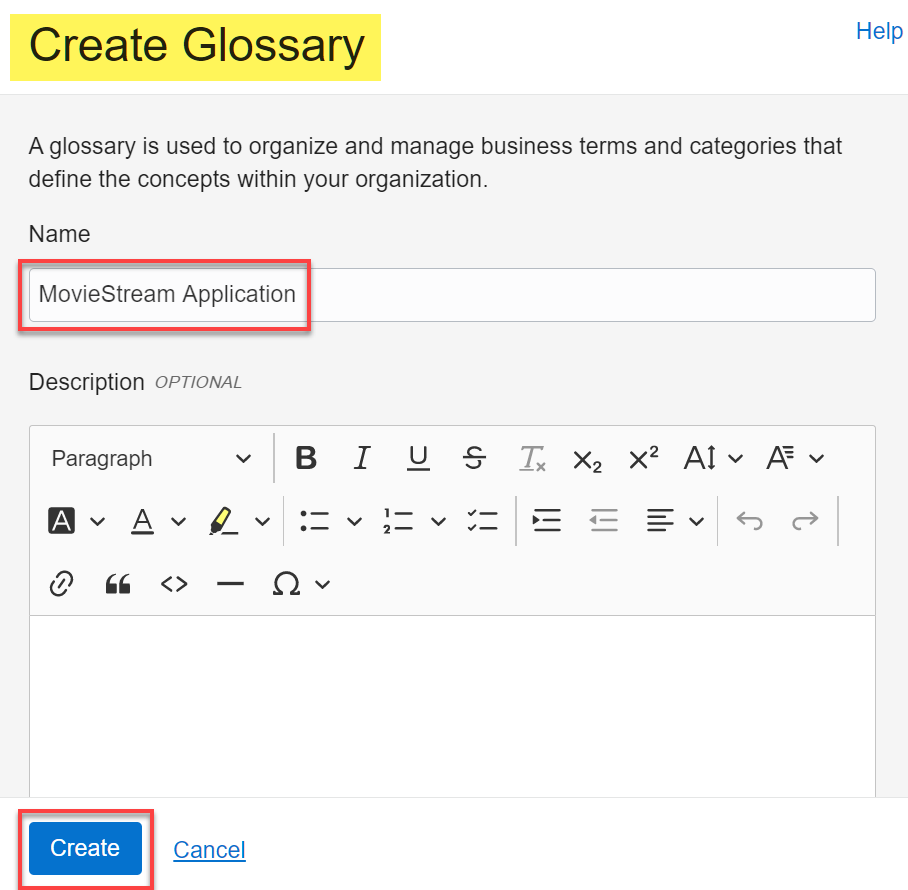 Create Glossary
Help
A glossary is used to organize and manage business terms and categories that
define the concepts within your organization.
Name
MovieStream Application
Description OPTIONAL
Paragraph
Create
Cancel